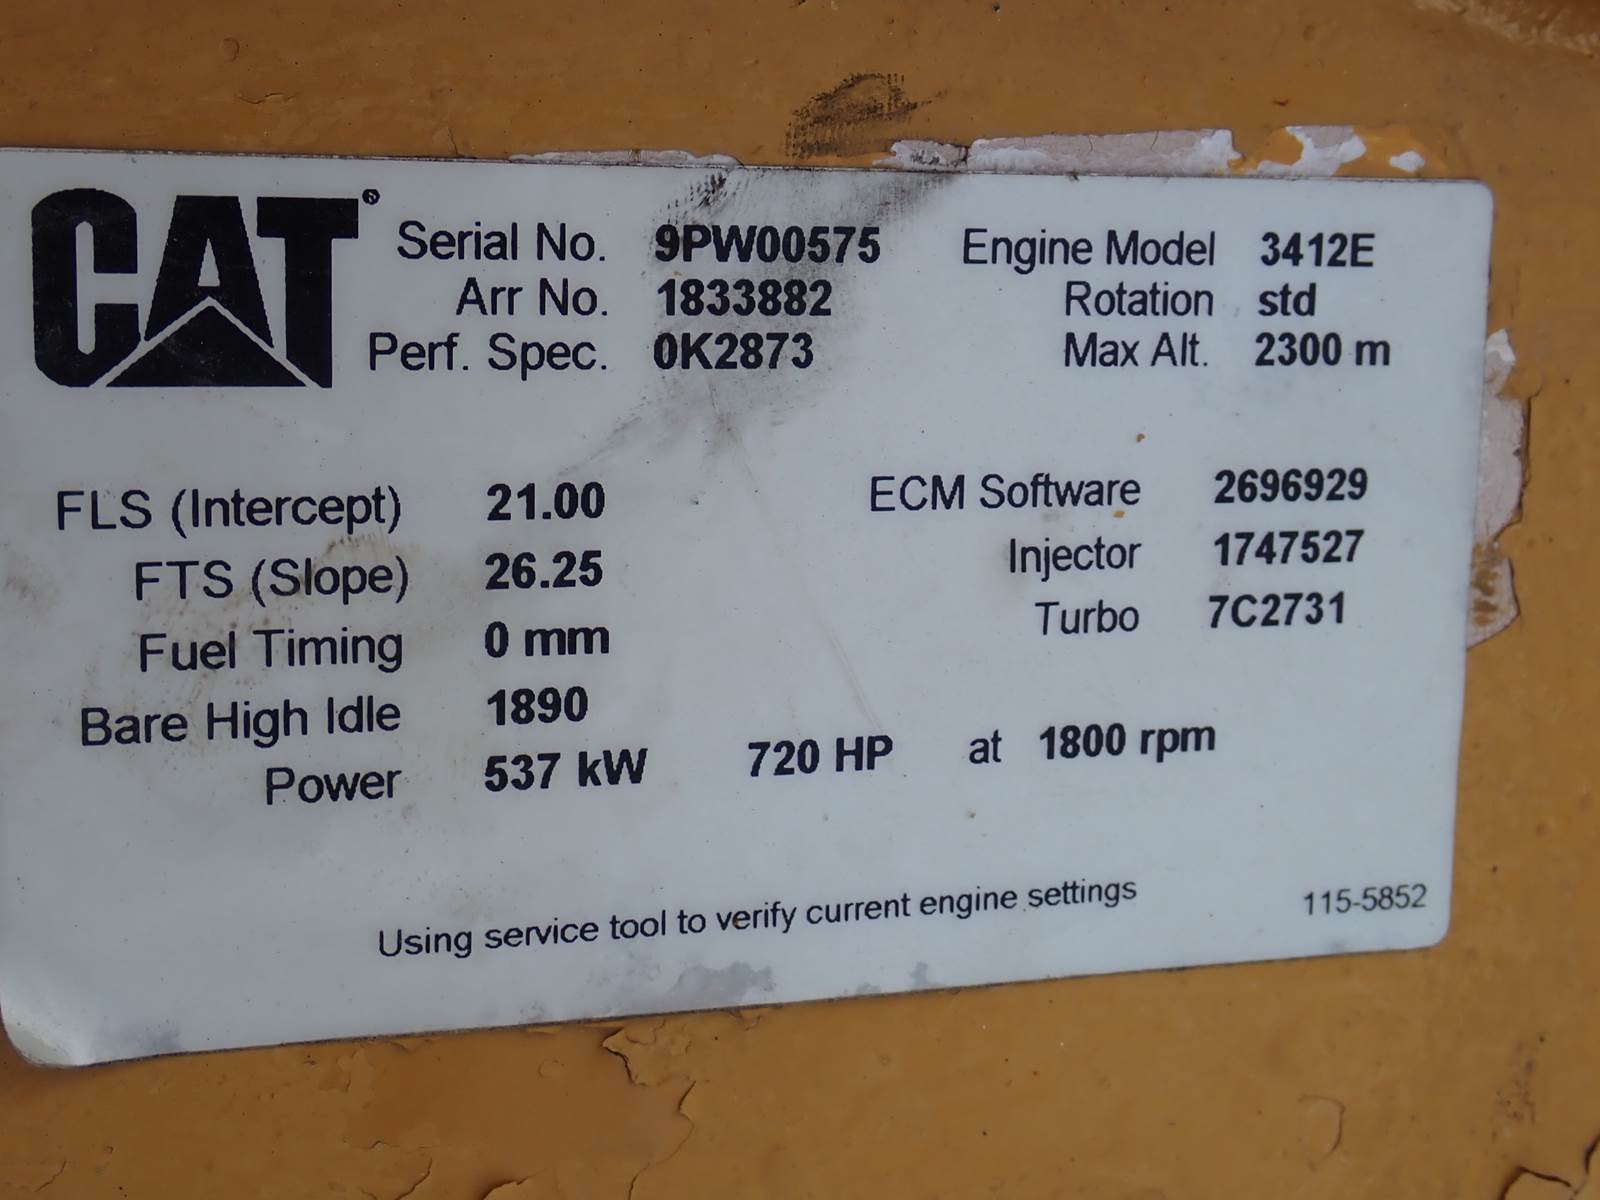 CAT®
Serial No. 9PW00575 Engine Model 3412E
Arr No. 1833882 Rotation std
Perf. Spec. 0K2873 Max Alt. 2300 m
FLS (Intercept) 21.00 ECM Software 2696929
FTS (Slope) 26.25 Injector 1747527
Fuel Timing 0 mm Turbo 7C2731
Bare High Idle 1890
Power 537 kW 720 HP at 1800 rpm
Using service tool to verify current engine settings 115-5852